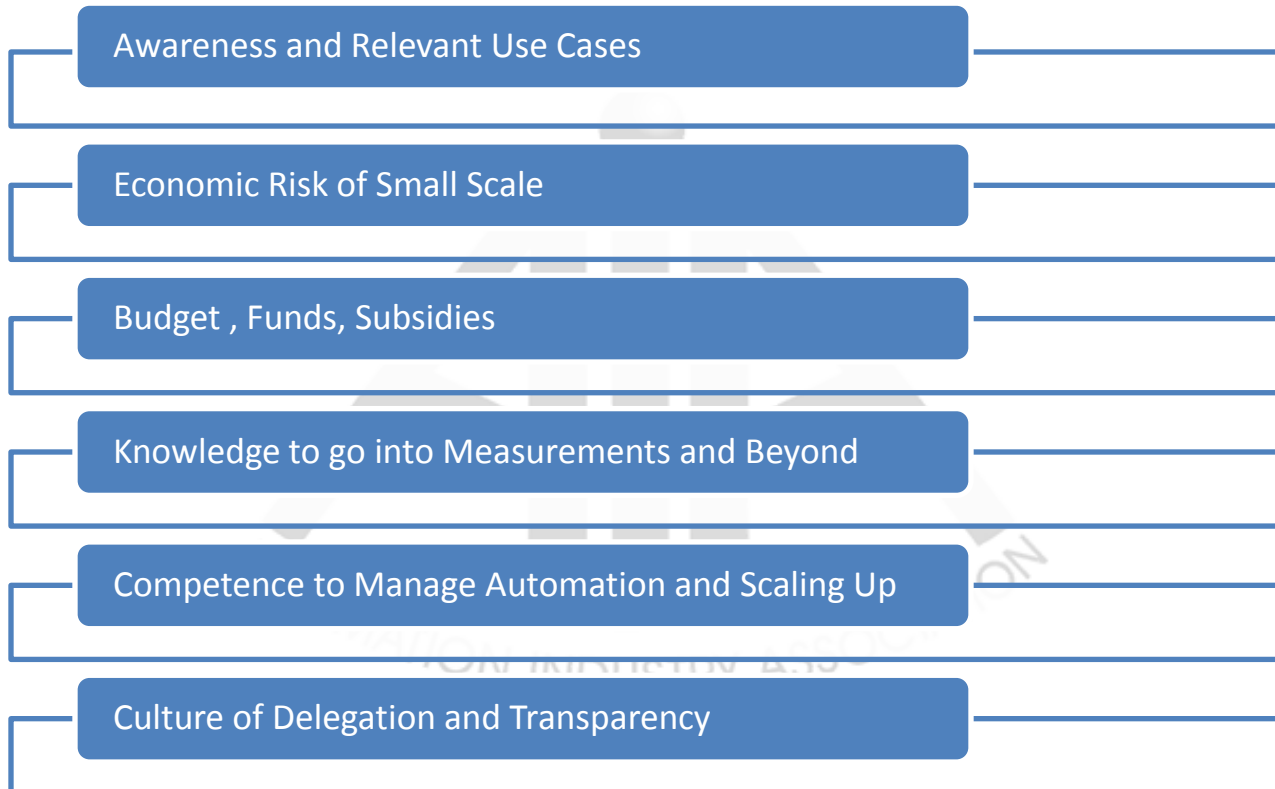 Awareness and Relevant Use Cases
Economic Risk of Small Scale
Budget , Funds, Subsidies
Knowledge to go into Measurements and Beyond
Competence to Manage Automation and Scaling Up
Culture of Delegation and Transparency